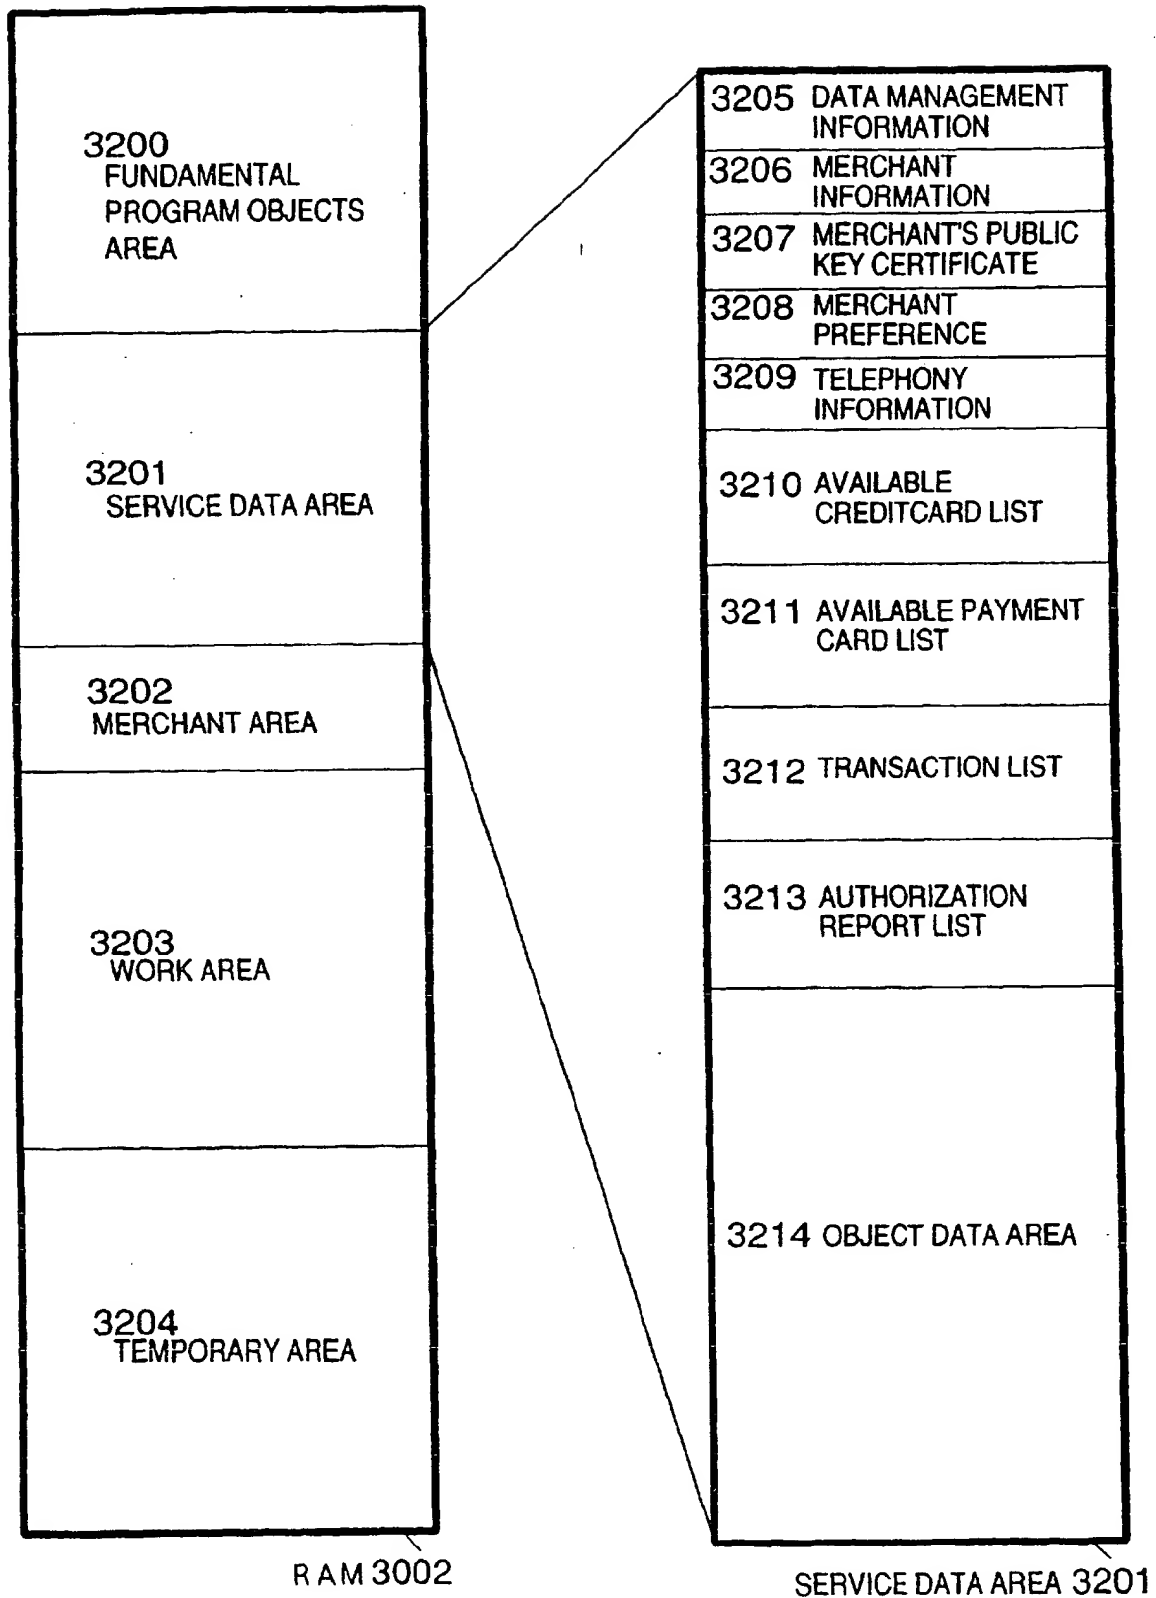 3200
FUNDAMENTAL
PROGRAM OBJECTS
AREA
3201
SERVICE DATA AREA
3202
MERCHANT AREA
3203
WORK AREA
3204
TEMPORARY AREA
RAM 3002
3205 DATA MANAGEMENT
INFORMATION
3206 MERCHANT
INFORMATION
3207 MERCHANT'S PUBLIC
KEY CERTIFICATE
3208 MERCHANT
PREFERENCE
3209 TELEPHONY
INFORMATION
3210 AVAILABLE
CREDITCARD LIST
3211 AVAILABLE PAYMENT
CARD LIST
3212 TRANSACTION LIST
3213 AUTHORIZATION
REPORT LIST
3214 OBJECT DATA AREA
SERVICE DATA AREA 3201